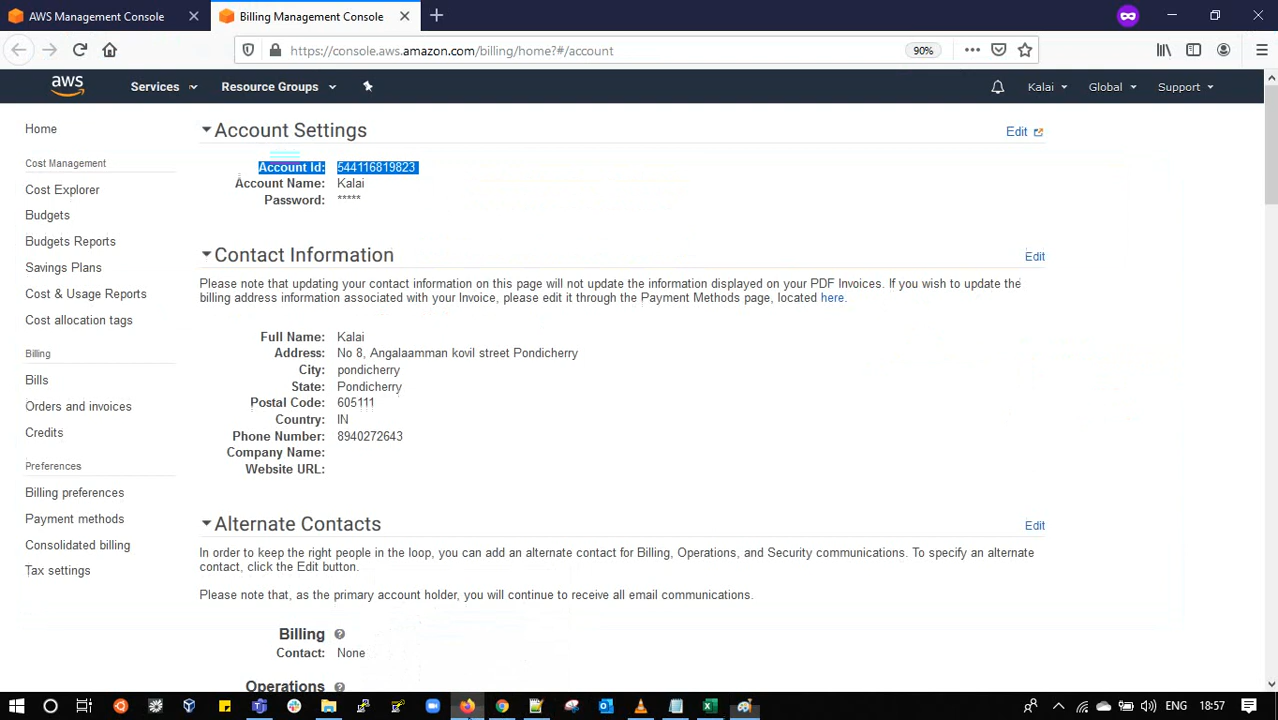 AWS Management Console
Billing Management Console
https://console.aws.amazon.com/billing/home?#/account
90%
aws
Services
Resource Groups
Kalai
Global
Support
Home
Cost Management
Cost Explorer
Budgets
Budgets Reports
Savings Plans
Cost & Usage Reports
Cost allocation tags
Billing
Bills
Orders and invoices
Credits
Preferences
Billing preferences
Payment methods
Consolidated billing
Tax settings
Account Settings
Edit
Account Id: 544116819823
Account Name: Kalai
Password: *****
Contact Information
Edit
Please note that updating your contact information on this page will not update the information displayed on your PDF Invoices. If you wish to update the
billing address information associated with your Invoice, please edit it through the Payment Methods page, located here.
Full Name: Kalai
Address: No 8, Angalaamman kovil street Pondicherry
City: pondicherry
State: Pondicherry
Postal Code: 605111
Country: IN
Phone Number: 8940272643
Company Name:
Website URL:
Alternate Contacts
Edit
In order to keep the right people in the loop, you can add an alternate contact for Billing, Operations, and Security communications. To specify an alternate
contact, click the Edit button.
Please note that, as the primary account holder, you will continue to receive all email communications.
Billing
Contact: None
Operations
18:57